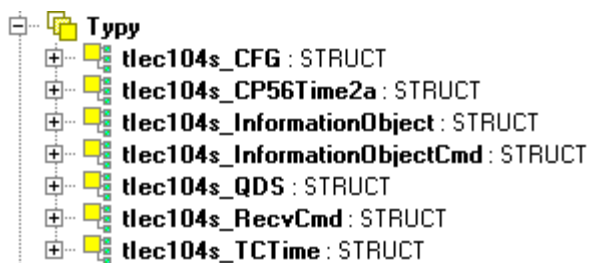 Typy
tIec104s_CFG : STRUCT
tIec104s_CP56Time2a : STRUCT
tIec104s_InformationObject : STRUCT
tIec104s_InformationObjectCmd : STRUCT
tIec104s_QDS : STRUCT
tIec104s_RecvCmd : STRUCT
tIec104s_TCTime : STRUCT